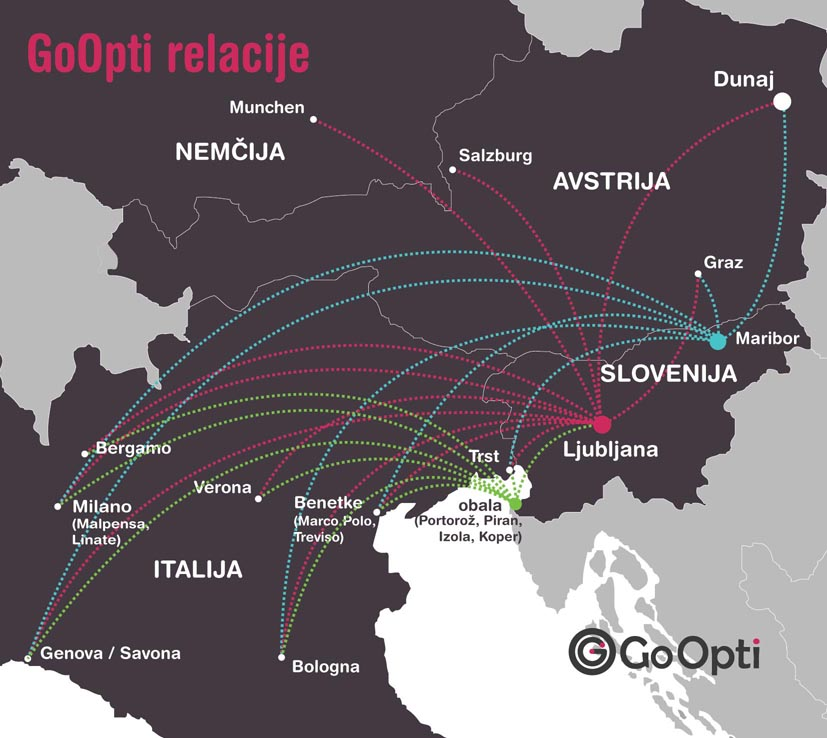 GoOpti relacije
Dunaj
Munchen
NEMČIJA
Salzburg
AVSTRIJA
Graz
Maribor
SLOVENIJA
Ljubljana
Trst
Bergamo
Verona
Milano
(Malpensa,
Linate)
Benetke
(Marco Polo,
Treviso)
obala
(Portorož, Piran,
Izola, Koper)
ITALIJA
Genova / Savona
Bologna
GoOpti